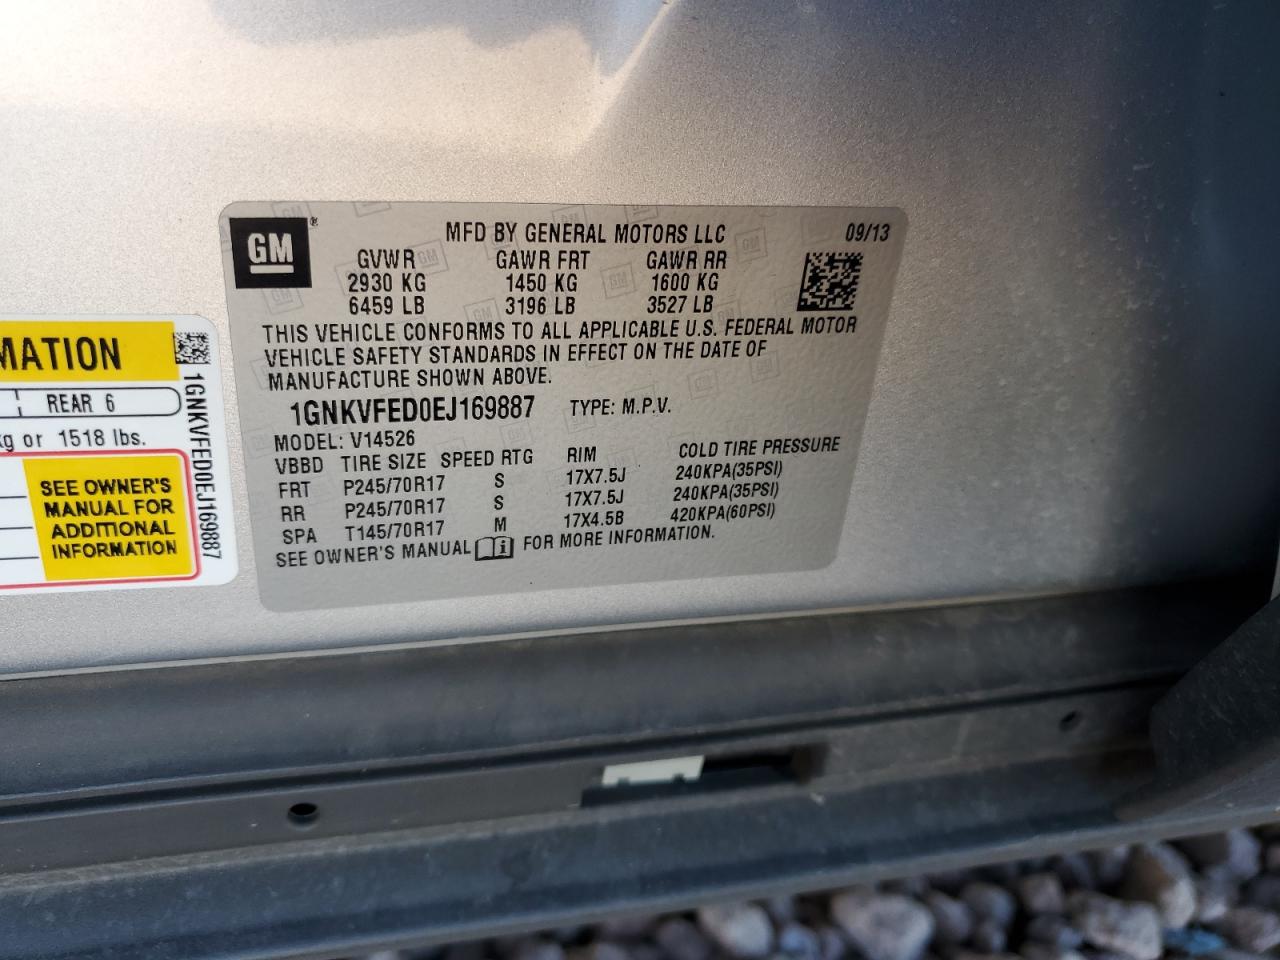 GM
®
MFD BY GENERAL MOTORS LLC 09/13
GVWR GAWR FRT GAWR RR
2930 KG 1450 KG 1600 KG
6459 LB 3196 LB 3527 LB
THIS VEHICLE CONFORMS TO ALL APPLICABLE U.S. FEDERAL MOTOR
VEHICLE SAFETY STANDARDS IN EFFECT ON THE DATE OF
MANUFACTURE SHOWN ABOVE.
1GNKVFED0EJ169887 TYPE: M.P.V.
MODEL: V14526
VBBD TIRE SIZE SPEED RTG RIM COLD TIRE PRESSURE
FRT P245/70R17 S 17X7.5J 240KPA(35PSI)
RR P245/70R17 S 17X7.5J 240KPA(35PSI)
SPA T145/70R17 M 17X4.5B 420KPA(60PSI)
SEE OWNER'S MANUAL FOR MORE INFORMATION.
MATION
REAR 6
kg or 1518 lbs.
SEE OWNER'S
MANUAL FOR
ADDITIONAL
INFORMATION
1GNKVFED0EJ169887